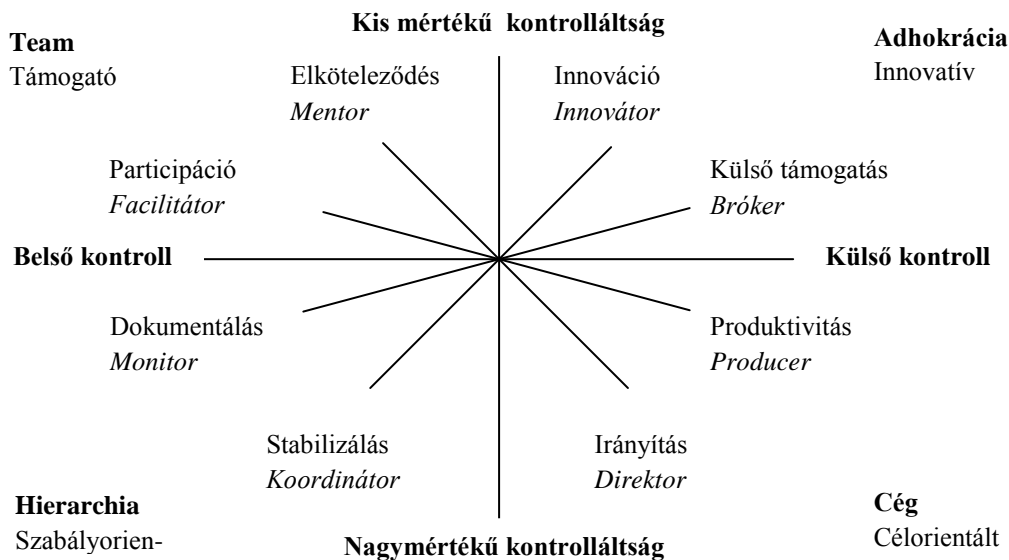 Kis mértékű kontrolláltság
Team
Támogató
Adhokrácia
Innovatív
Elköteleződés
Mentor
Innováció
Innovátor
Participáció
Facilitátor
Külső támogatás
Bróker
Belső kontroll
Külső kontroll
Dokumentálás
Monitor
Produktivitás
Producer
Stabilizálás
Koordinátor
Irányítás
Direktor
Hierarchia
Szabályorien-
Cég
Célorientált
Nagymértékű kontrolláltság